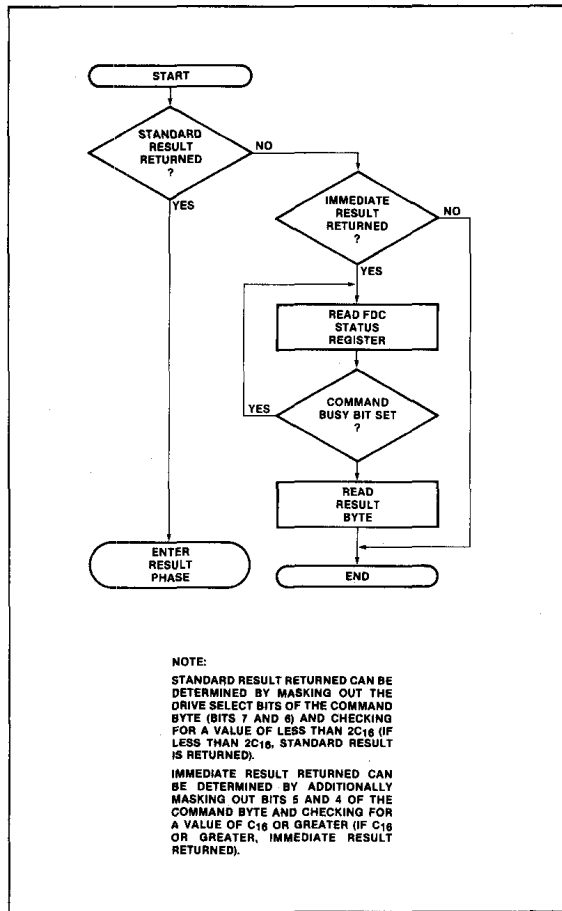 START
STANDARD
RESULT
RETURNED
?
NO
YES
IMMEDIATE
RESULT
RETURNED
?
NO
YES
READ FDC
STATUS
REGISTER
COMMAND
BUSY BIT SET
?
YES
READ
RESULT
BYTE
ENTER
RESULT
PHASE
END
NOTE:
STANDARD RESULT RETURNED CAN BE
DETERMINED BY MASKING OUT THE
DRIVE SELECT BITS OF THE COMMAND
BYTE (BITS 7 AND 6) AND CHECKING
FOR A VALUE OF LESS THAN 2C16 (IF
LESS THAN 2C16, STANDARD RESULT
IS RETURNED).
IMMEDIATE RESULT RETURNED CAN
BE DETERMINED BY ADDITIONALLY
MASKING OUT BITS 5 AND 4 OF THE
COMMAND BYTE AND CHECKING FOR
A VALUE OF C16 OR GREATER (IF C16
OR GREATER, IMMEDIATE RESULT
RETURNED).